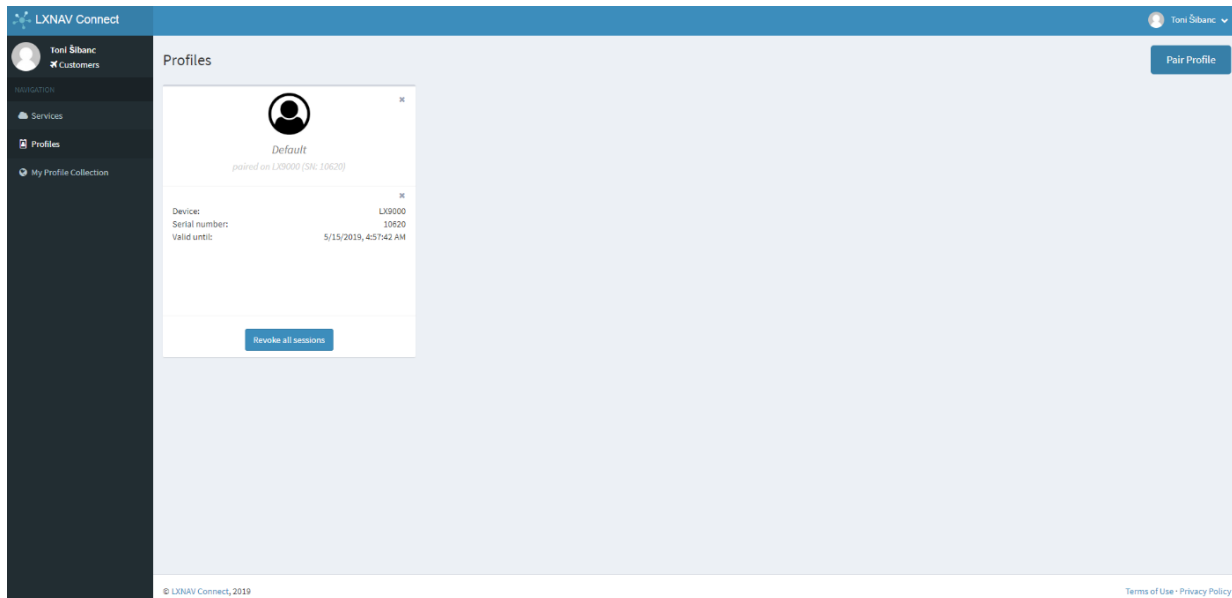 LXNAV Connect
Toni Šibanc
Toni Šibanc
Customers
NAVIGATION
Services
Profiles
My Profile Collection
Profiles
Pair Profile
Default
paired on LX9000 (SN: 10620)
Device: LX9000
Serial number: 10620
Valid until: 5/15/2019, 4:57:42 AM
Revoke all sessions
© LXNAV Connect, 2019
Terms of Use · Privacy Policy